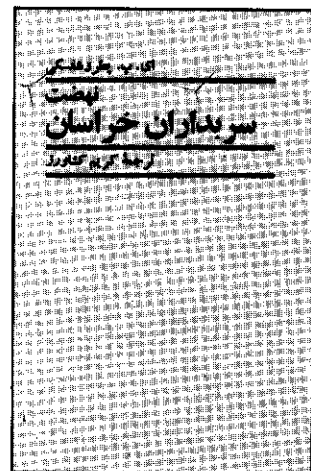 ای. پ. پطروشفسکی
نهضت
سربداران خراسان
ترجمهٔ کریم کشاورز